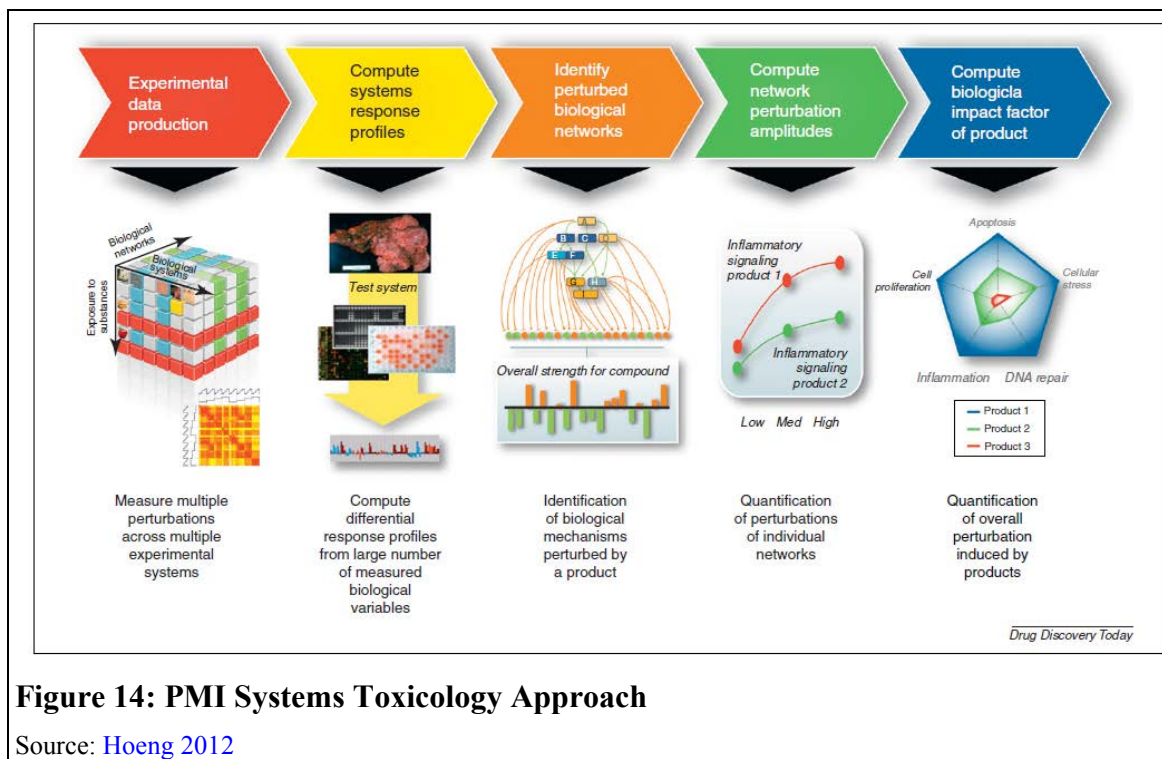 Experimental
data
production
Compute
systems
response
profiles
Identify
perturbed
biological
networks
Compute
network
perturbation
amplitudes
Compute
biologicla
impact factor
of product
Biological
networks
Biological
systems
Exposure to
substances
Test system
A
B
C
D
E
F
G
H
Overall strength for compound
Inflammatory
signaling
product 1
Inflammatory
signaling
product 2
Low Med High
Apoptosis
Cell
proliferation
Cellular
stress
Inflammation DNA repair
Product 1
Product 2
Product 3
Measure multiple
perturbations
across multiple
experimental
systems
Compute
differential
response profiles
from large number
of measured
biological
variables
Identification
of biological
mechanisms
perturbed by
a product
Quantification
of perturbations
of individual
networks
Quantification
of overall
perturbation
induced by
products
Drug Discovery Today
Figure 14: PMI Systems Toxicology Approach
Source: Hoeng 2012